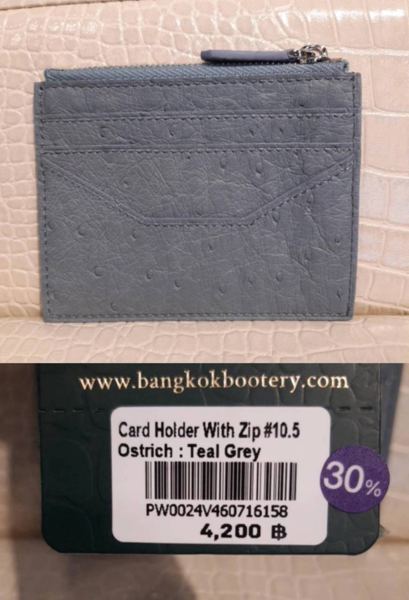 www.bangkokbootery.com
Card Holder With Zip #10.5
Ostrich : Teal Grey
30%
PW0024V460716158
4,200 ฿